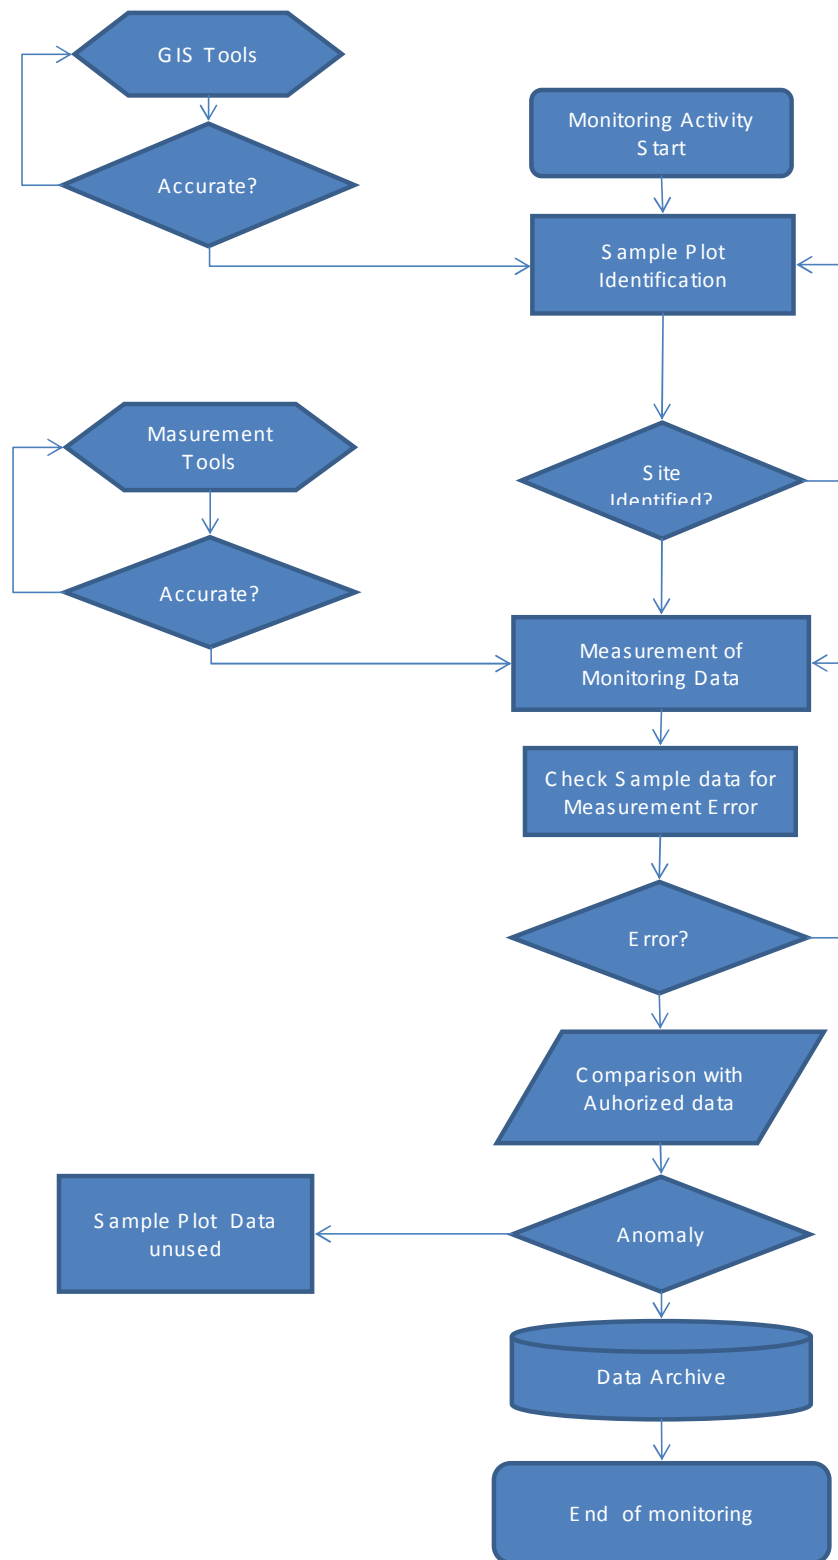 GIS Tools
Accurate?
Monitoring Activity
Start
Sample Plot
Identification
Masurement
Tools
Site
Identified?
Accurate?
Measurement of
Monitoring Data
Check Sample data for
Measurement Error
Error?
Comparison with
Auhorized data
Sample Plot Data
unused
Anomaly
Data Archive
End of monitoring